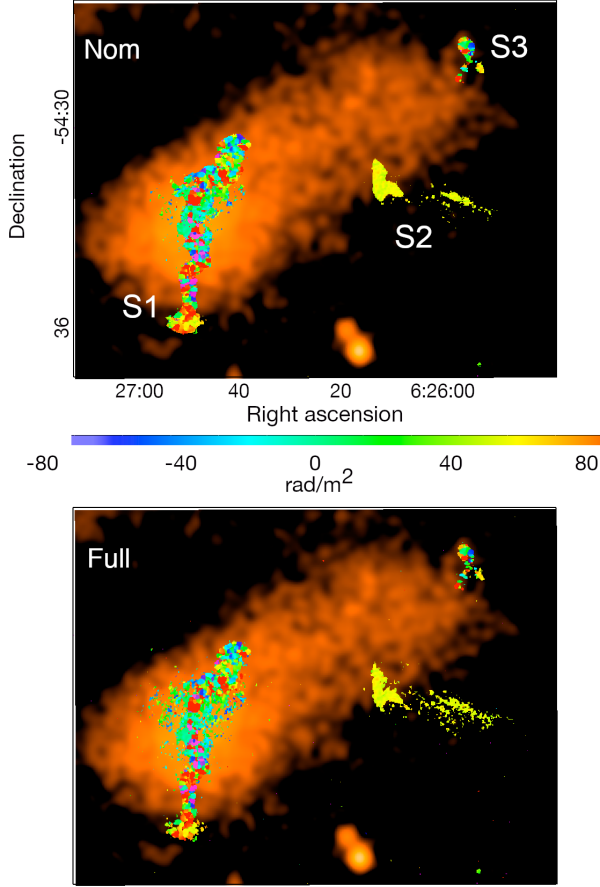 Nom
S3
-54:30
Declination
S2
S1
36
27:00 40 20 6:26:00
Right ascension
-80 -40 0 40 80
rad/m²
Full